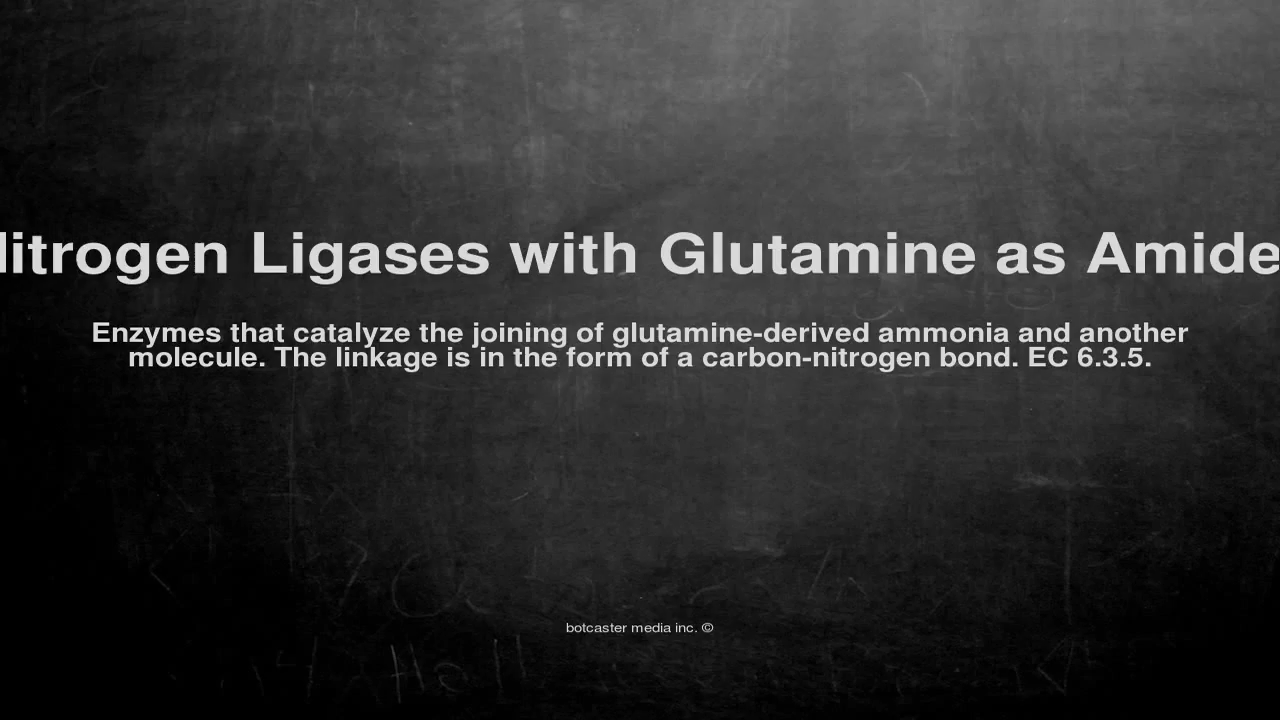 itrogen Ligases with Glutamine as Amide
Enzymes that catalyze the joining of glutamine-derived ammonia and another
molecule. The linkage is in the form of a carbon-nitrogen bond. EC 6.3.5.
botcaster media inc. ©